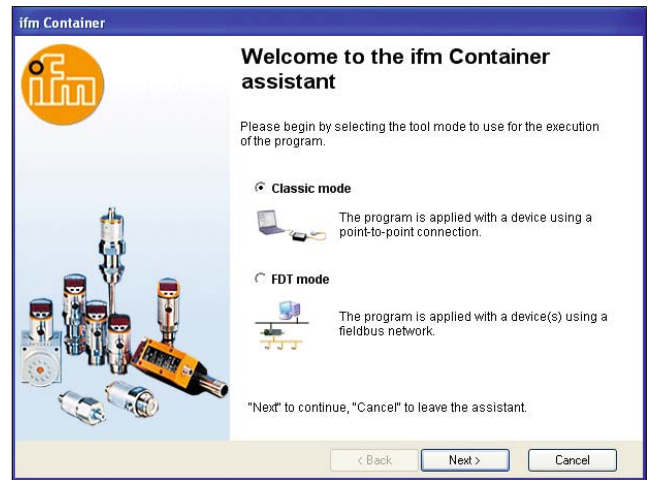 ifm Container
ifm
Welcome to the ifm Container
assistant
Please begin by selecting the tool mode to use for the execution
of the program.
Classic mode
The program is applied with a device using a
point-to-point connection.
FDT mode
The program is applied with a device(s) using a
fieldbus network.
"Next" to continue, "Cancel" to leave the assistant.
< Back
Next >
Cancel